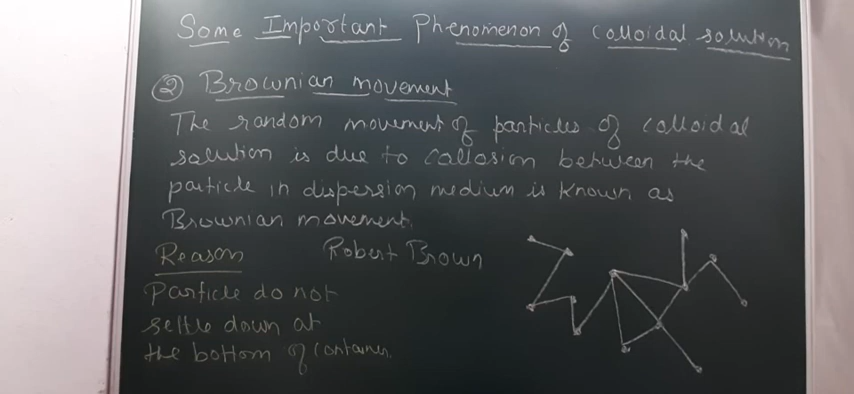 Some Important Phenomenon of colloidal solution
② Brownian movement
The random movement of particles of colloidal
solution is due to collosion between the
particle in dispersion medium is known as
Brownian movement.
Reason
Robert Brown
Particle do not
settle down at
the bottom of container.